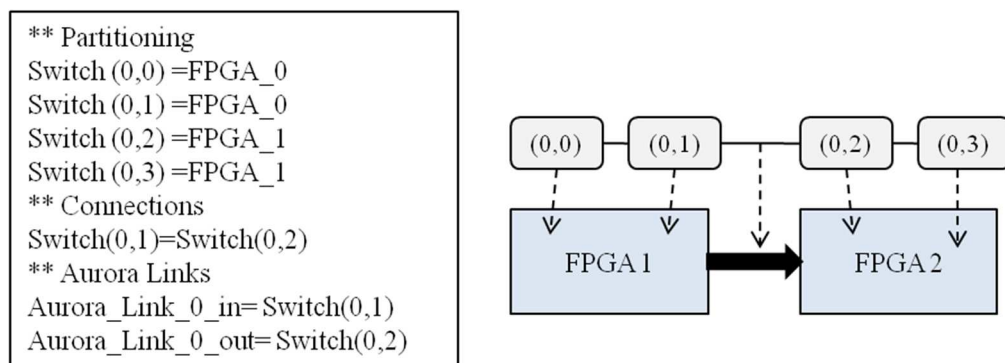 ** Partitioning
Switch (0,0) =FPGA_0
Switch (0,1) =FPGA_0
Switch (0,2) =FPGA_1
Switch (0,3) =FPGA_1
** Connections
Switch(0,1)=Switch(0,2)
** Aurora Links
Aurora_Link_0_in= Switch(0,1)
Aurora_Link_0_out= Switch(0,2)
(0,0) (0,1) (0,2) (0,3)
FPGA 1 FPGA 2